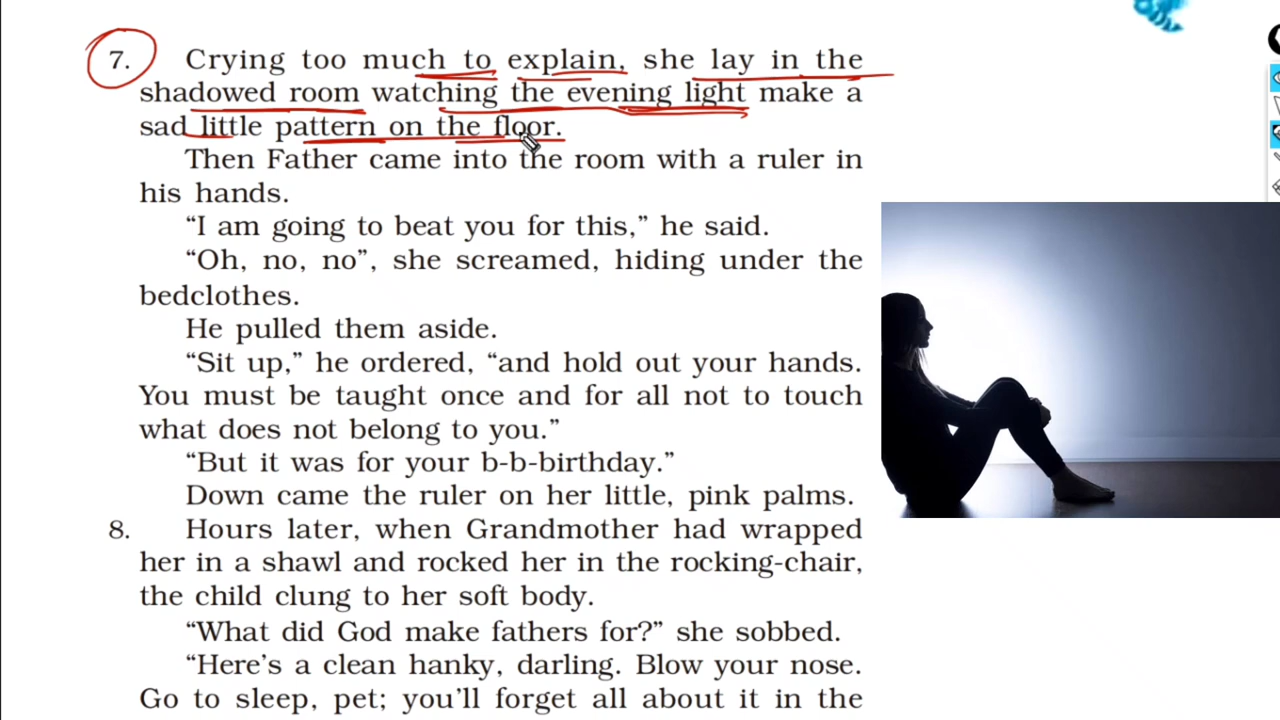 7. Crying too much to explain, she lay in the
shadowed room watching the evening light make a
sad little pattern on the floor.
Then Father came into the room with a ruler in
his hands.
“I am going to beat you for this,” he said.
“Oh, no, no”, she screamed, hiding under the
bedclothes.
He pulled them aside.
“Sit up,” he ordered, “and hold out your hands.
You must be taught once and for all not to touch
what does not belong to you.”
“But it was for your b-b-birthday.”
Down came the ruler on her little, pink palms.
8. Hours later, when Grandmother had wrapped
her in a shawl and rocked her in the rocking-chair,
the child clung to her soft body.
“What did God make fathers for?” she sobbed.
“Here’s a clean hanky, darling. Blow your nose.
Go to sleep, pet; you’ll forget all about it in the